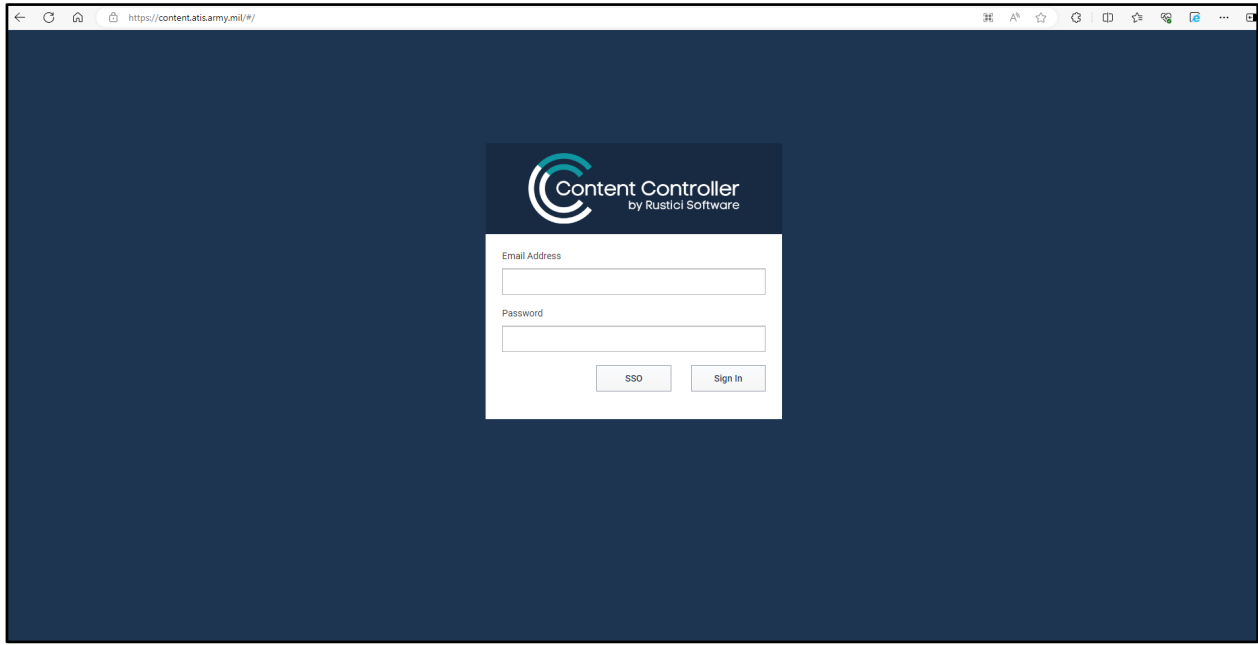 https://content.atis.army.mil/#/
Content Controller
by Rustici Software
Email Address
Password
SSO
Sign In